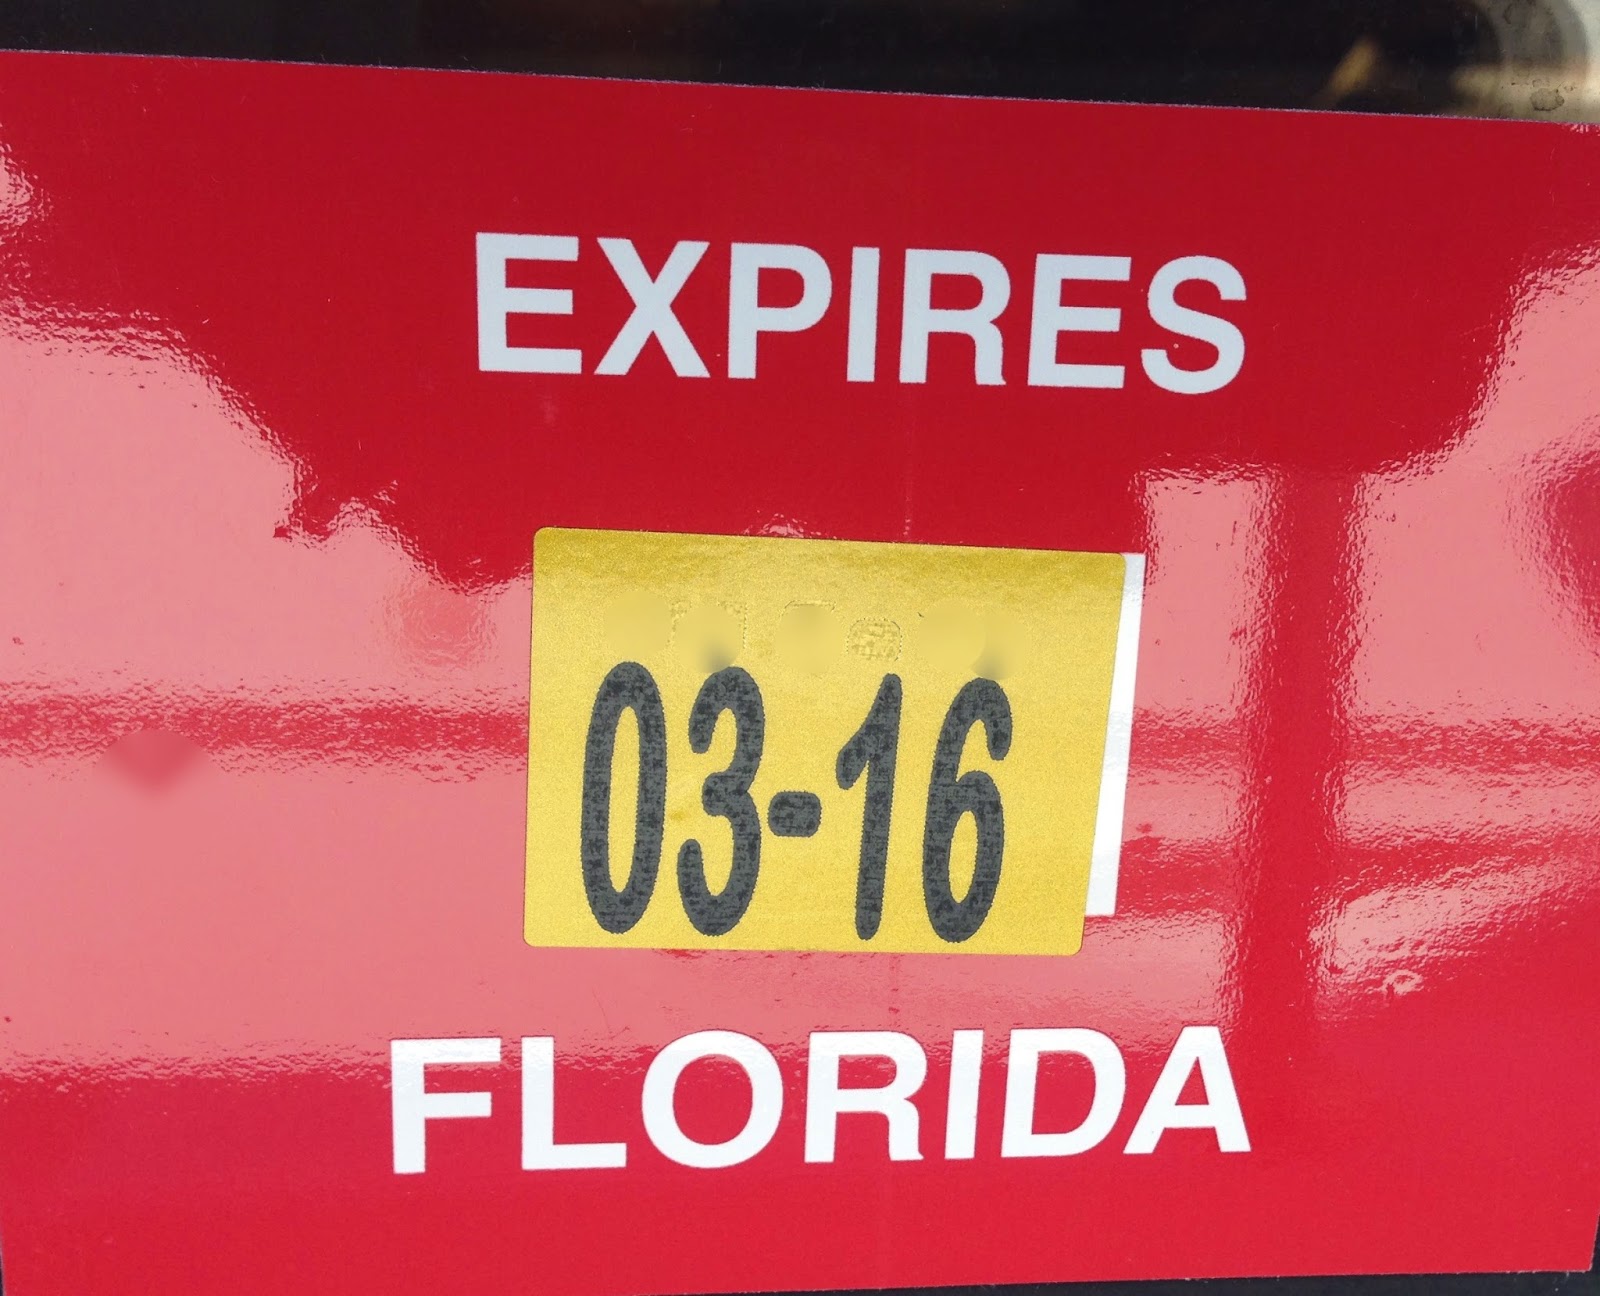 EXPIRES
03-16
FLORIDA